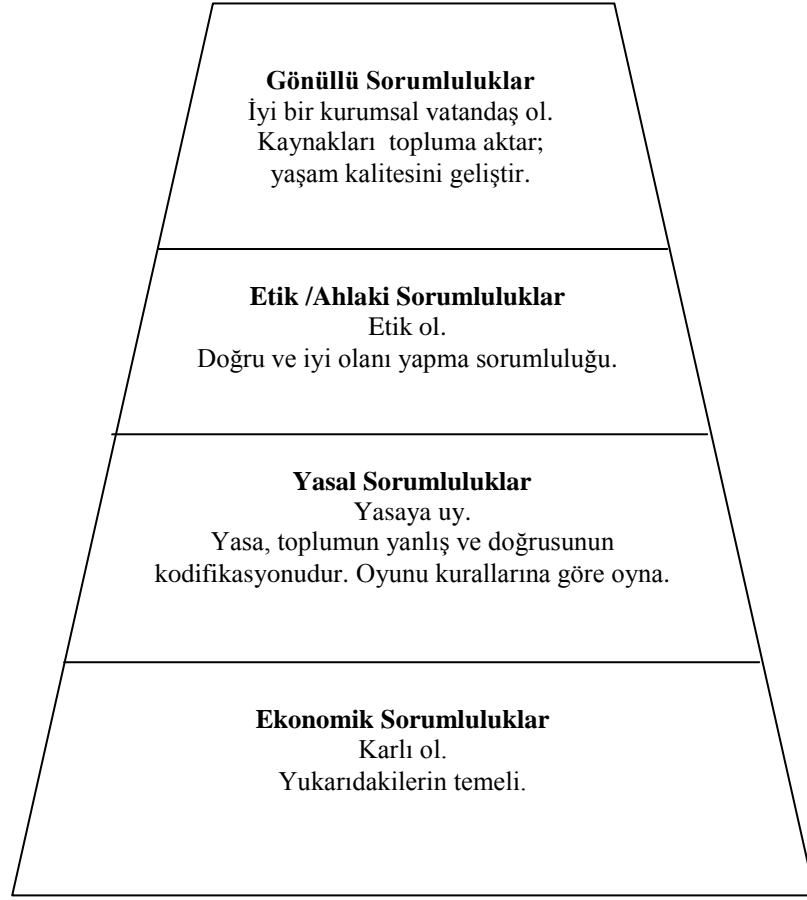 Gönüllü Sorumluluklar
İyi bir kurumsal vatandaş ol.
Kaynakları topluma aktar;
yaşam kalitesini geliştir.
Etik /Ahlaki Sorumluluklar
Etik ol.
Doğru ve iyi olanı yapma sorumluluğu.
Yasal Sorumluluklar
Yasaya uy.
Yasa, toplumun yanlış ve doğrusunun
kodifikasyonudur. Oyunu kurallarına göre oyna.
Ekonomik Sorumluluklar
Karlı ol.
Yukarıdakilerin temeli.